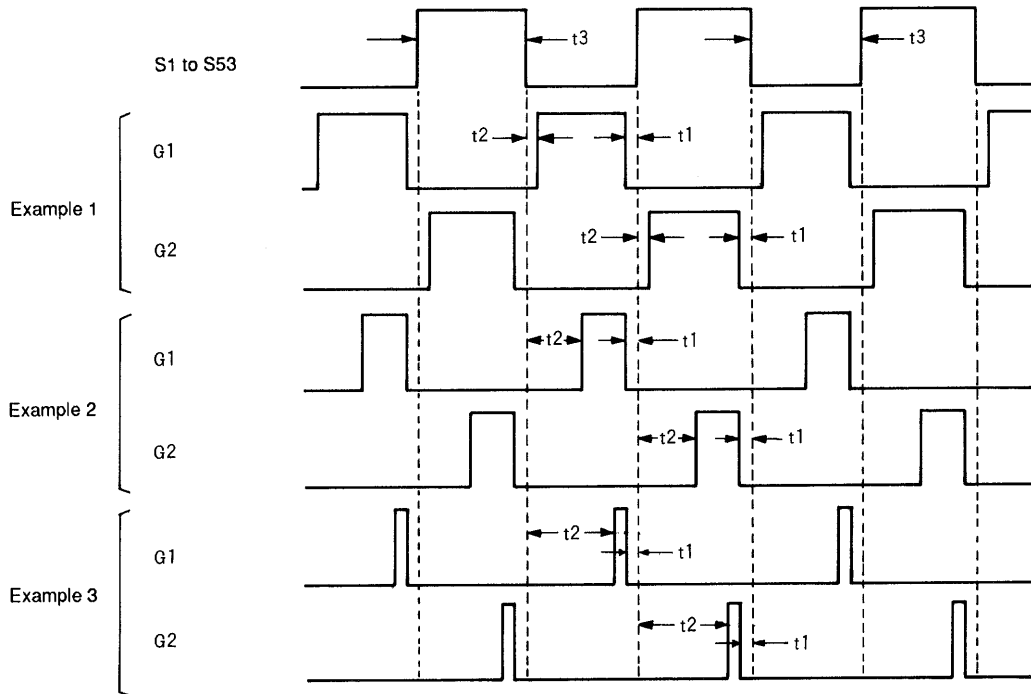 S1 to S53
t3
t3
Example 1
G1
t2
t1
G2
t2
t1
Example 2
G1
t2
t1
G2
t2
t1
Example 3
G1
t2
t1
G2
t2
t1